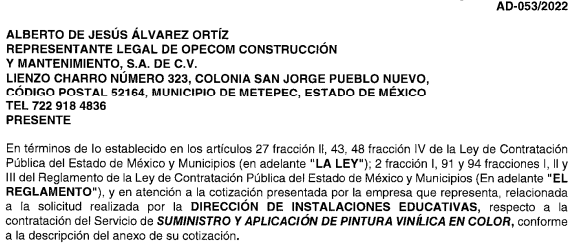 AD-053/2022
ALBERTO DE JESÚS ÁLVAREZ ORTÍZ
REPRESENTANTE LEGAL DE OPECOM CONSTRUCCIÓN
Y MANTENIMIENTO, S.A. DE C.V.
LIENZO CHARRO NÚMERO 323, COLONIA SAN JORGE PUEBLO NUEVO,
CÓDIGO POSTAL 52164, MUNICIPIO DE METEPEC, ESTADO DE MÉXICO
TEL 722 918 4836
PRESENTE
En términos de lo establecido en los artículos 27 fracción II, 43, 48 fracción IV de la Ley de Contratación
Pública del Estado de México y Municipios (en adelante "LA LEY"); 2 fracción I, 91 y 94 fracciones I, II y
III del Reglamento de la Ley de Contratación Pública del Estado de México y Municipios (En adelante "EL
REGLAMENTO"), y en atención a la cotización presentada por la empresa que representa, relacionada
a la solicitud realizada por la DIRECCIÓN DE INSTALACIONES EDUCATIVAS, respecto a la
contratación del Servicio de SUMINISTRO Y APLICACIÓN DE PINTURA VINÍLICA EN COLOR, conforme
a la descripción del anexo de su cotización.